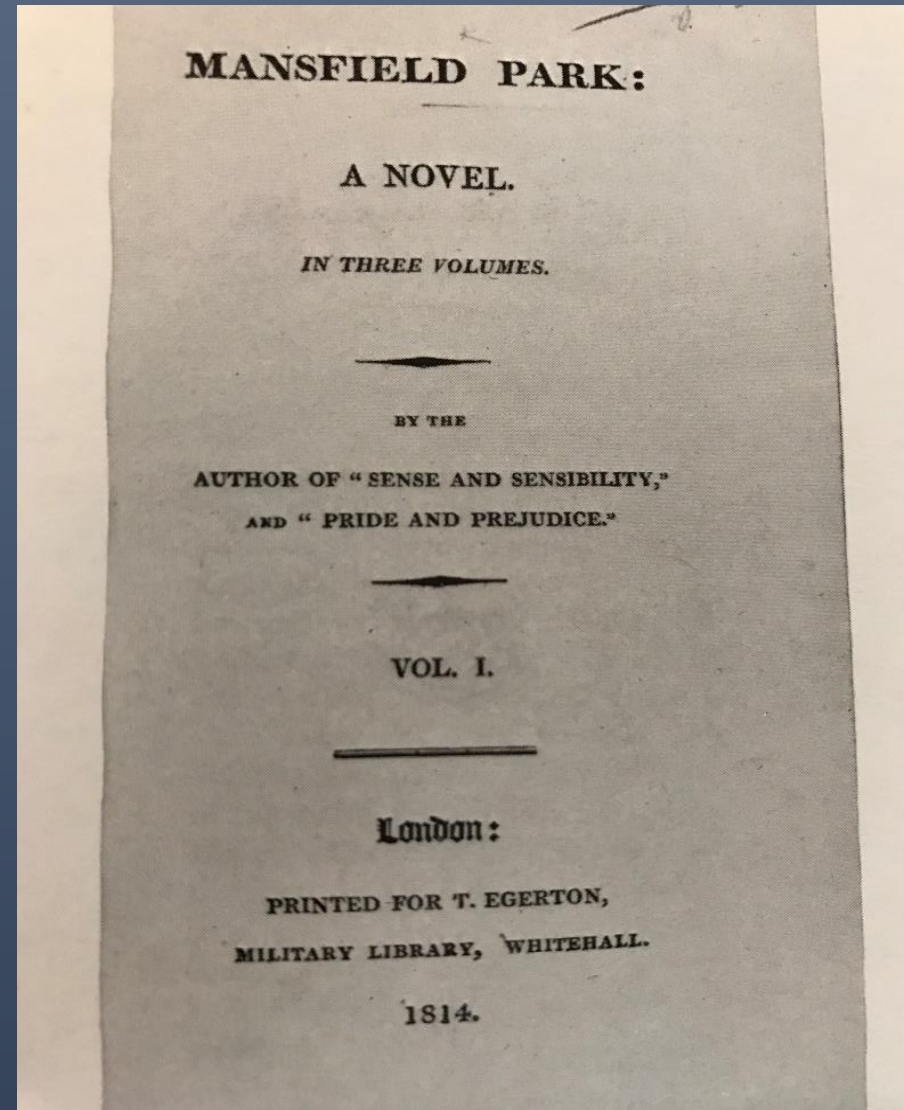 MANSFIELD PARK:
A NOVEL.
IN THREE VOLUMES.
BY THE
AUTHOR OF “ SENSE AND SENSIBILITY,”
AND “ PRIDE AND PREJUDICE.”
VOL. I.
London:
PRINTED FOR T. EGERTON,
MILITARY LIBRARY, WHITEHALL.
1814.